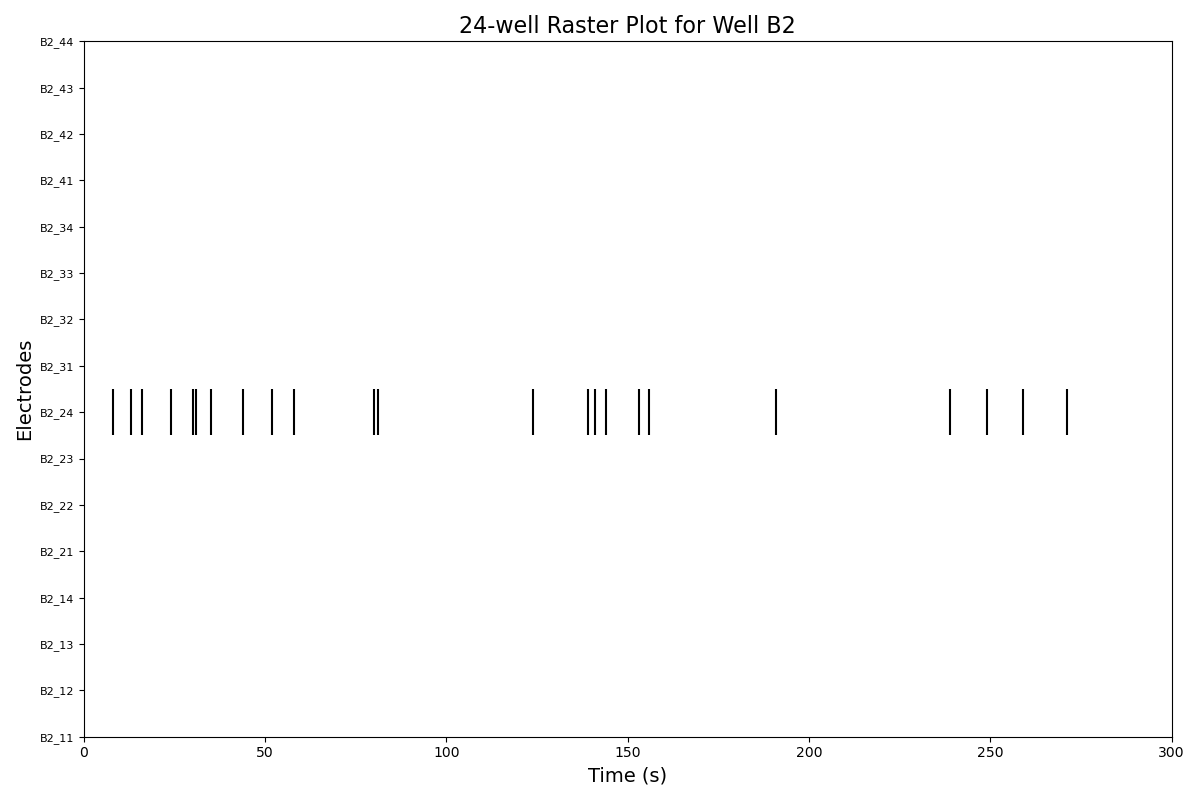 24-well Raster Plot for Well B2
Electrodes
B2_44
B2_43
B2_42
B2_41
B2_34
B2_33
B2_32
B2_31
B2_24
B2_23
B2_22
B2_21
B2_14
B2_13
B2_12
B2_11
0 50 100 150 200 250 300
Time (s)